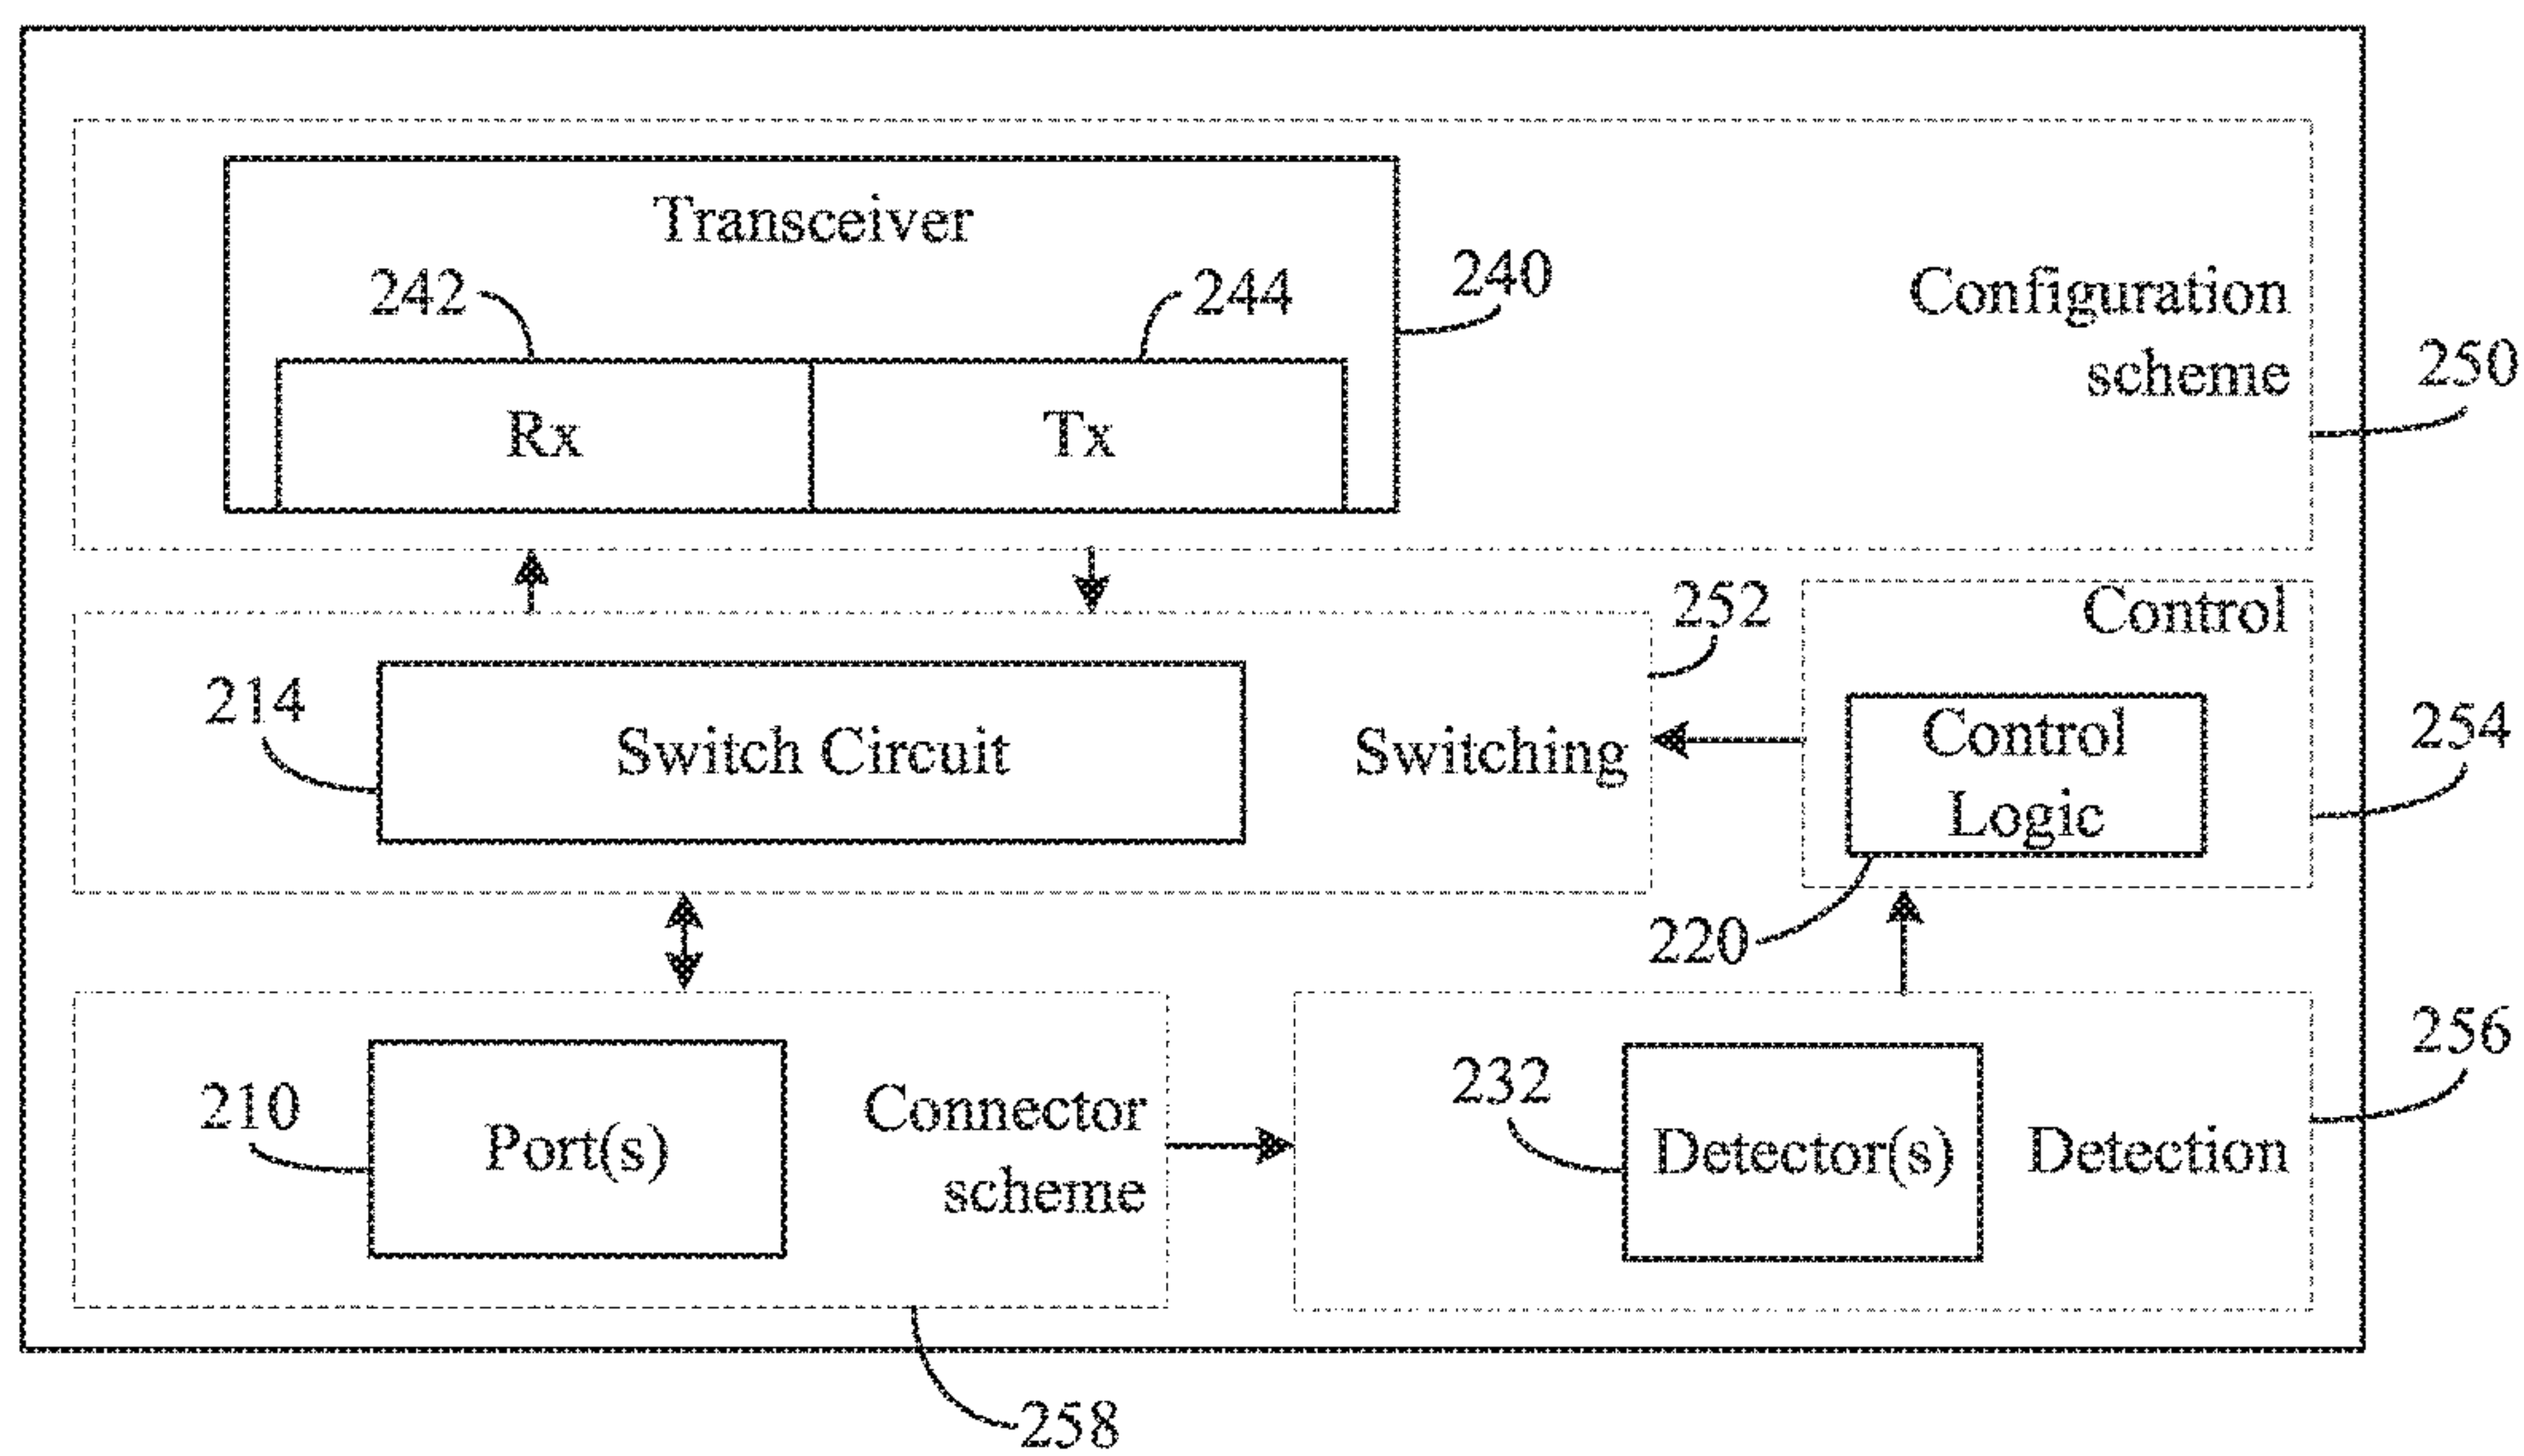 Transceiver
242
244
240
Configuration
scheme
250
Rx
Tx
252
Control
214
Switch Circuit
Switching
Control
Logic
254
220
210
Port(s)
Connector
scheme
232
Detector(s)
Detection
256
258